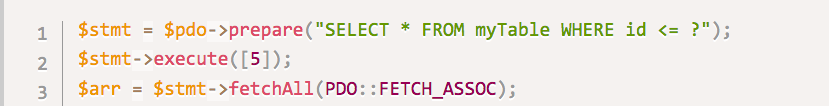 1 $stmt = $pdo->prepare("SELECT * FROM myTable WHERE id <= ?");
2 $stmt->execute([5]);
3 $arr = $stmt->fetchAll(PDO::FETCH_ASSOC);